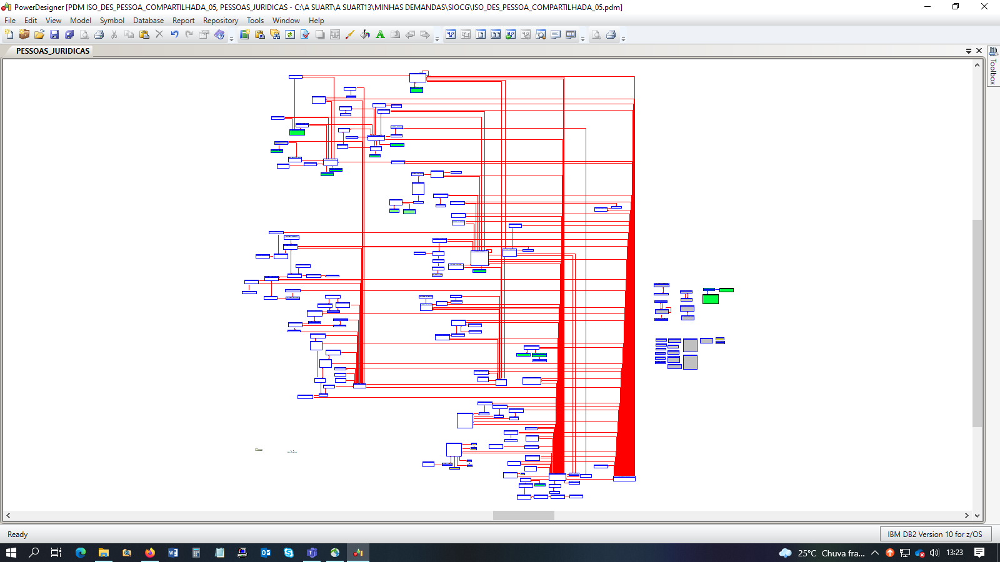 PowerDesigner [PDM ISO_DES_PESSOA_COMPARTILHADA_05, PESSOAS_JURIDICAS - C:\A SUART\A SUART13\MINHAS DEMANDAS\SIOCG\ISO_DES_PESSOA_COMPARTILHADA_05.pdm]
File Edit View Model Symbol Database Report Repository Tools Window Help
PESSOAS_JURIDICAS
Toolbox
Ready
IBM DB2 Version 10 for z/OS
25°C Chuva fra... 13:23